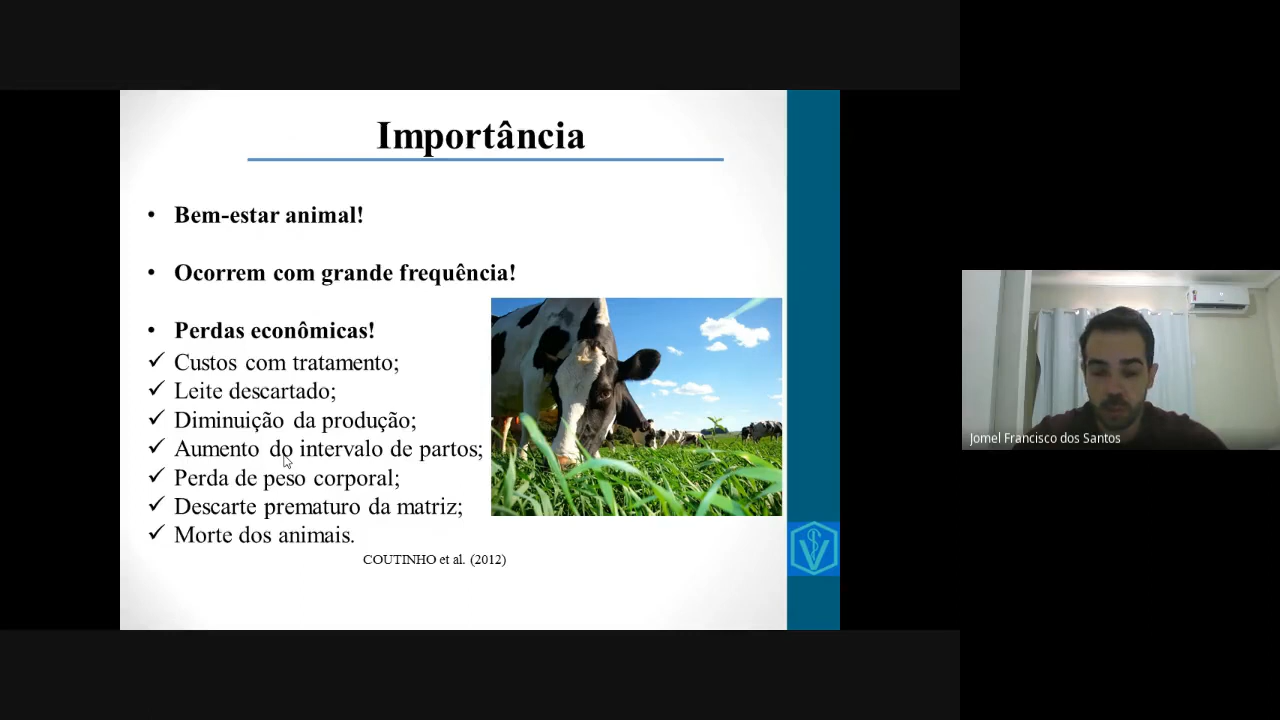 Importância
• Bem-estar animal!
• Ocorrem com grande frequência!
• Perdas econômicas!
✓ Custos com tratamento;
✓ Leite descartado;
✓ Diminuição da produção;
✓ Aumento do intervalo de partos;
✓ Perda de peso corporal;
✓ Descarte prematuro da matriz;
✓ Morte dos animais.
COUTINHO et al. (2012)
V
Jomel Francisco dos Santos